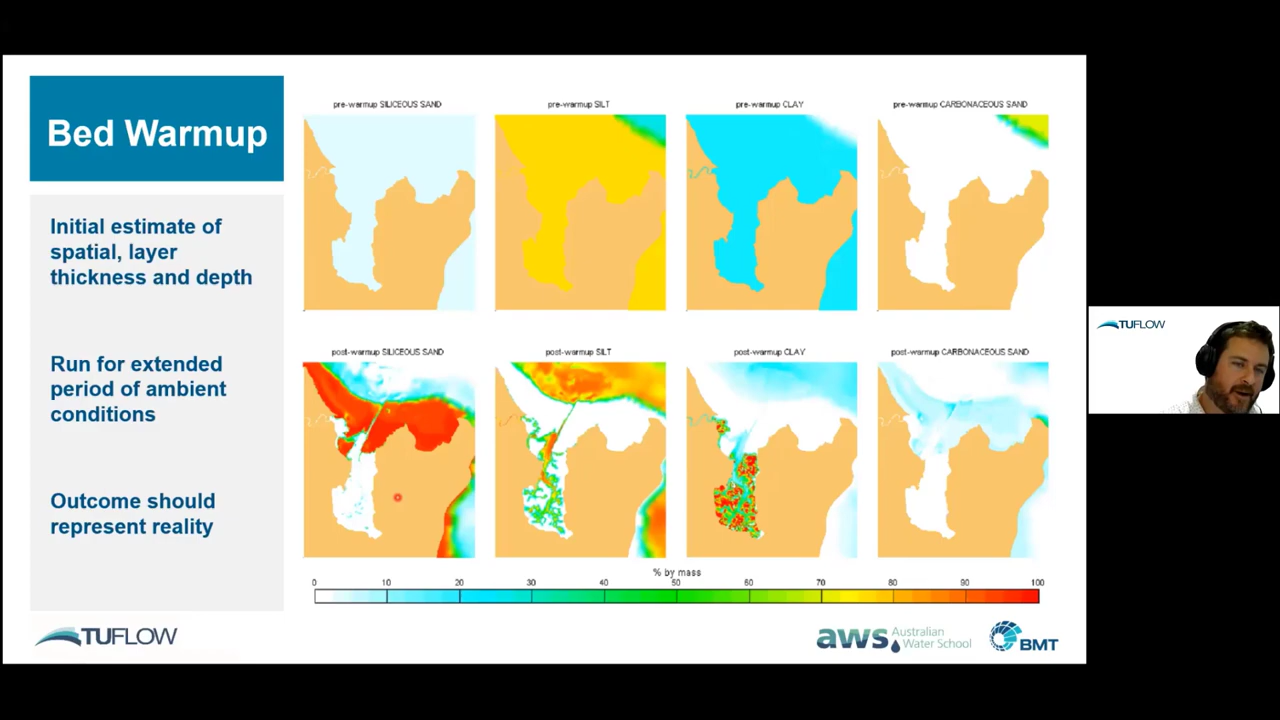 Bed Warmup
Initial estimate of
spatial, layer
thickness and depth
Run for extended
period of ambient
conditions
Outcome should
represent reality
pre-warmup SILICEOUS SAND
pre-warmup SILT
pre-warmup CLAY
pre-warmup CARBONACEOUS SAND
post-warmup SILICEOUS SAND
post-warmup SILT
post-warmup CLAY
post-warmup CARBONACEOUS SAND
% by mass
0 10 20 30 40 50 60 70 80 90 100
TUFLOW
aws Australian
Water School
BMT
TUFLOW